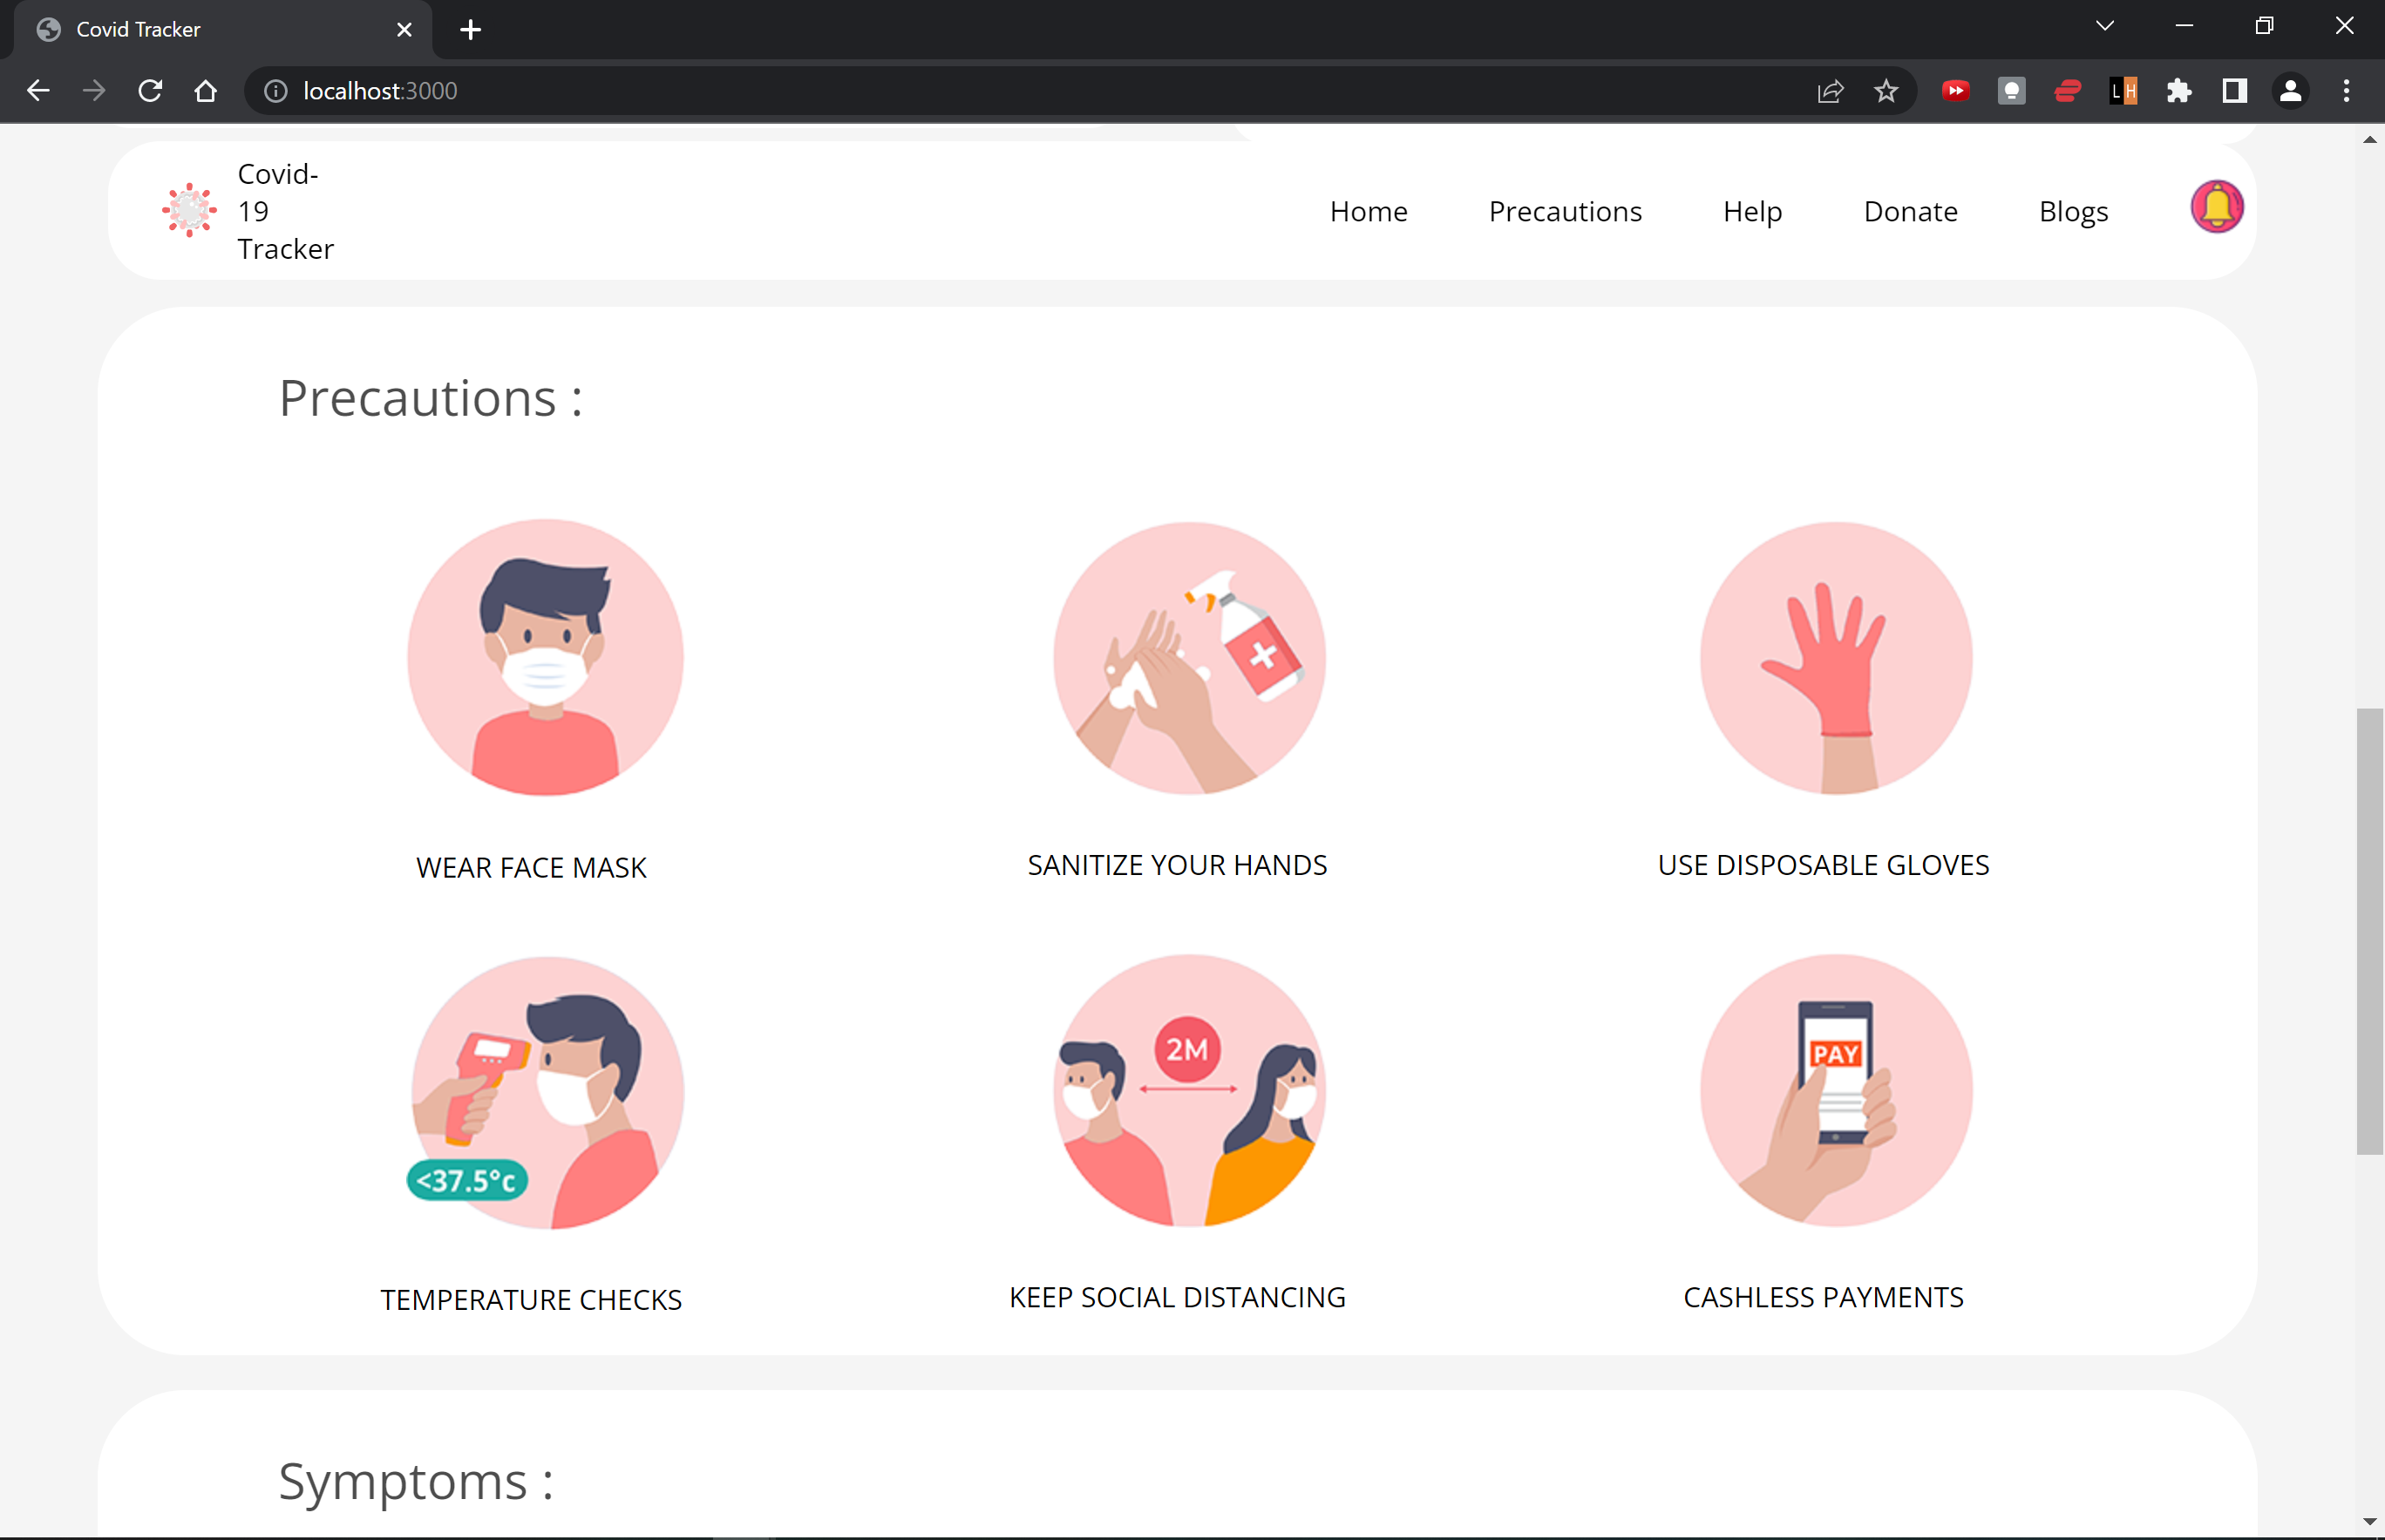 Covid Tracker
localhost:3000
L H
Covid-
19
Tracker
Home Precautions Help Donate Blogs
Precautions :
WEAR FACE MASK SANITIZE YOUR HANDS USE DISPOSABLE GLOVES
2M
PAY
<37.5°c
TEMPERATURE CHECKS KEEP SOCIAL DISTANCING CASHLESS PAYMENTS
Symptoms :